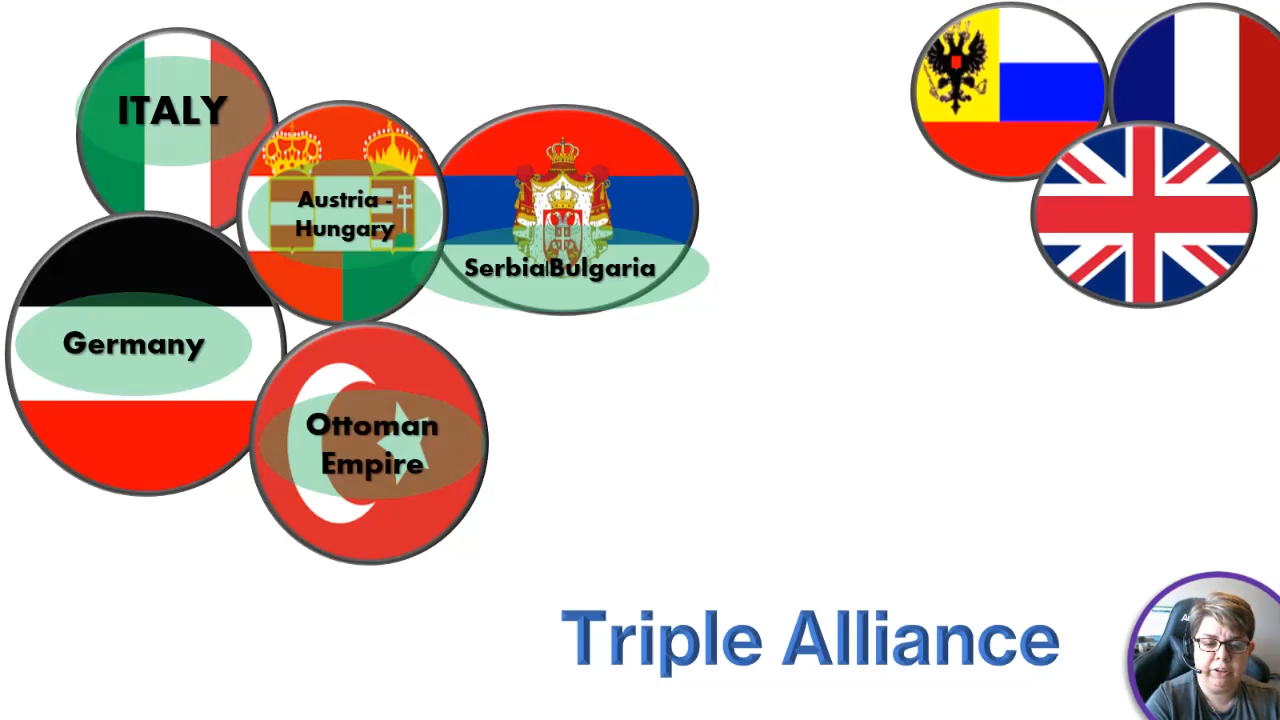 ITALY
Austria -
Hungary
SerbiaBulgaria
Germany
Ottoman
Empire
Triple Alliance